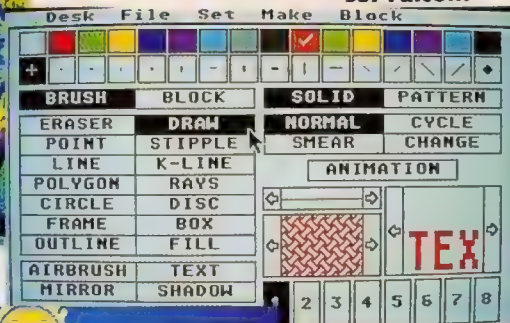 Desk File Set Make Block
BRUSH BLOCK SOLID PATTERN
ERASER DRAW NORMAL CYCLE
POINT STIPPLE SMEAR CHANGE
LINE K-LINE ANIMATION
POLYGON RAYS
CIRCLE DISC
FRAME BOX
OUTLINE FILL
TEX
AIRBRUSH TEXT
MIRROR SHADOW
2 3 4 5 6 7 8